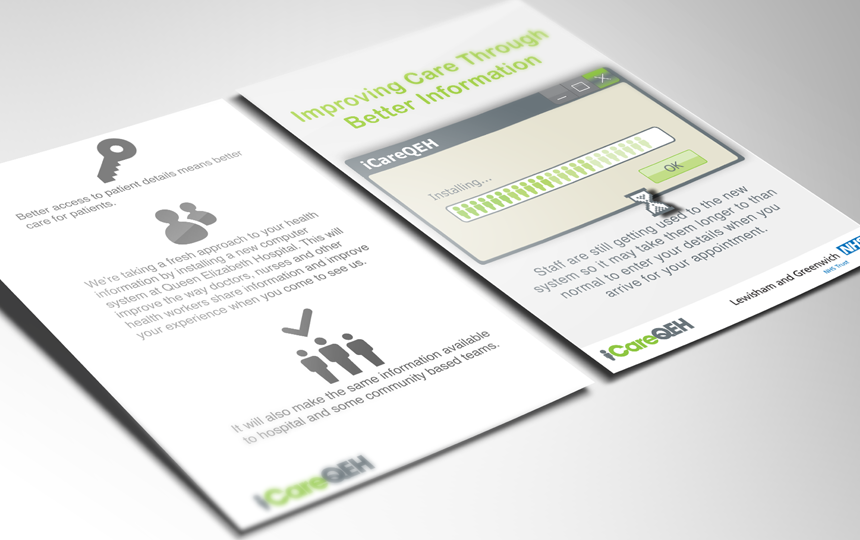 Better access to patient details means better
care for patients.
We're taking a fresh approach to your health
information by installing a new computer
system at Queen Elizabeth Hospital. This will
improve the way doctors, nurses and other
health workers share information and improve
your experience when you come to see us.
It will also make the same information available
to hospital and some community based teams.
iCareQEH
Improving Care Through
Better Information
iCareQEH
Installing...
OK
Staff are still getting used to the new
system so it may take them longer to than
normal to enter your details when you
arrive for your appointment.
Lewisham and Greenwich NHS
NHS Trust
iCareQEH